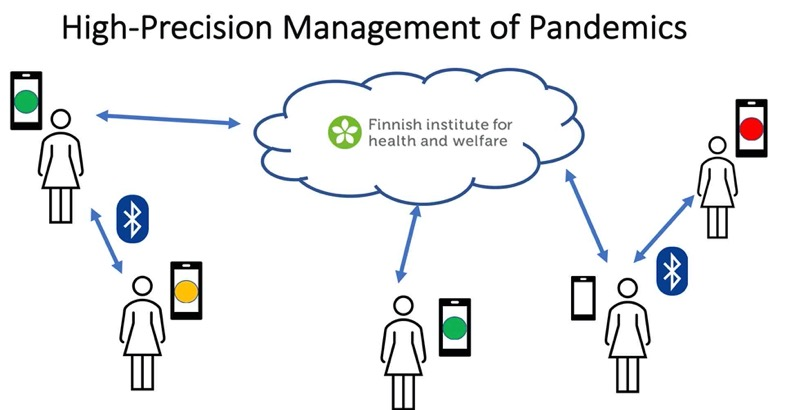 High-Precision Management of Pandemics
Finnish institute for
health and welfare